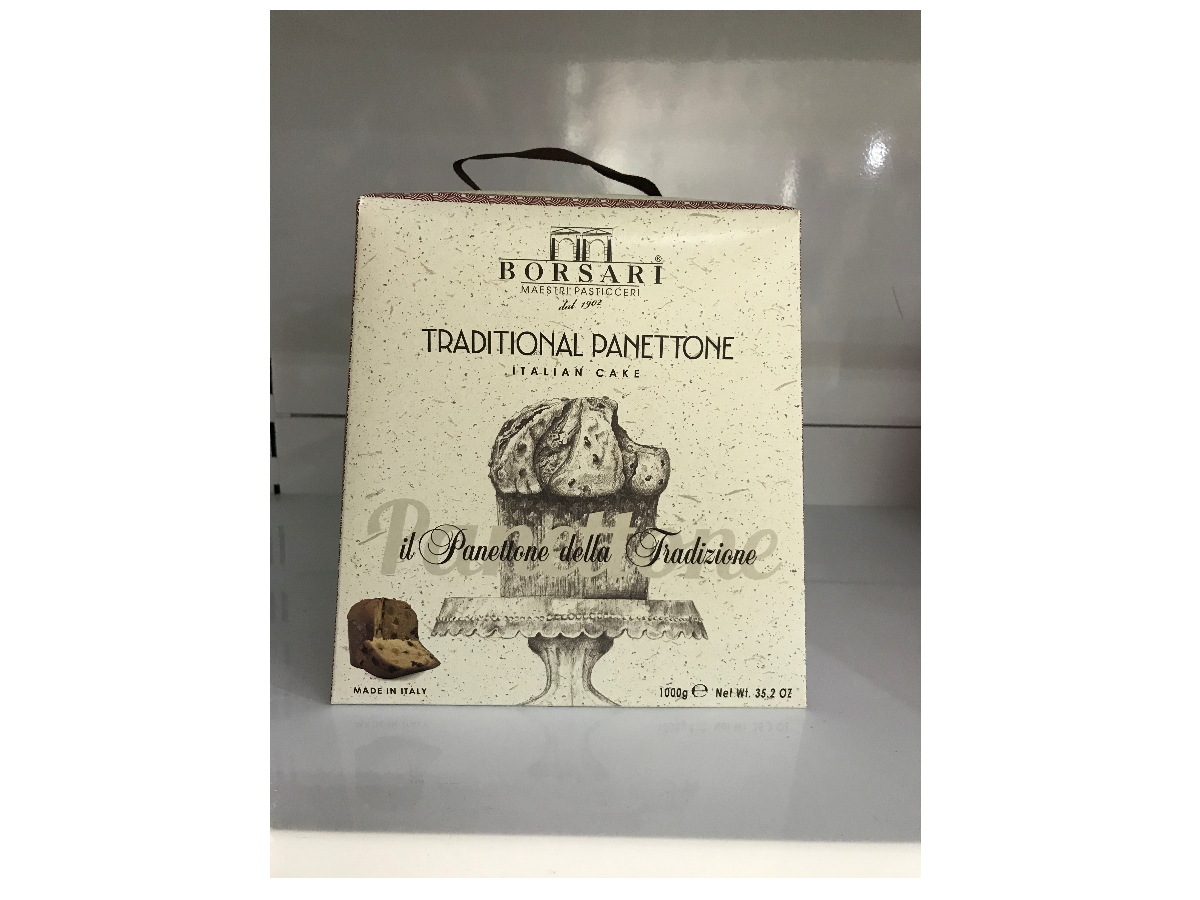 BORSARI®
MAESTRI PASTICCERI
dal 1902
TRADITIONAL PANETTONE
ITALIAN CAKE
Panettone
il Panettone della Tradizione
MADE IN ITALY
1000g ℮ Net Wt. 35.2 OZ